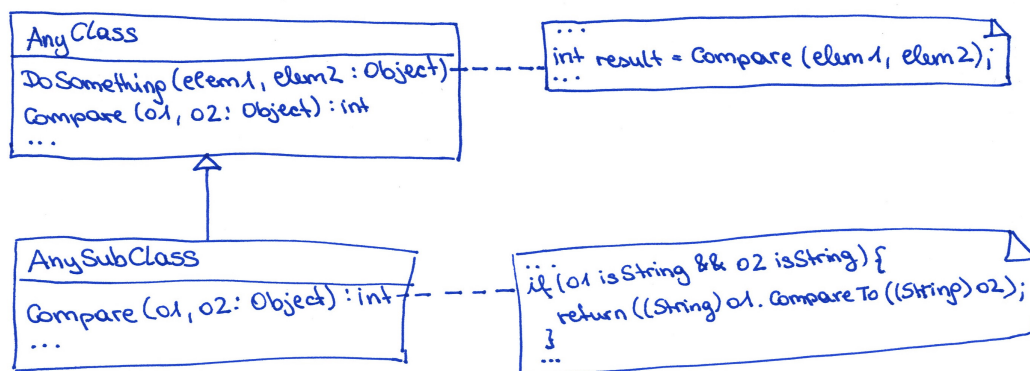 AnyClass
DoSomething(elem1, elem2 : Object)
Compare (o1, o2: Object) : int
...
...
int result = Compare (elem1, elem2);
...
AnySubClass
Compare (o1, o2: Object) : int
...
...
if (o1 is String && o2 is String) {
return ((String) o1. CompareTo ((String) o2);
}
...